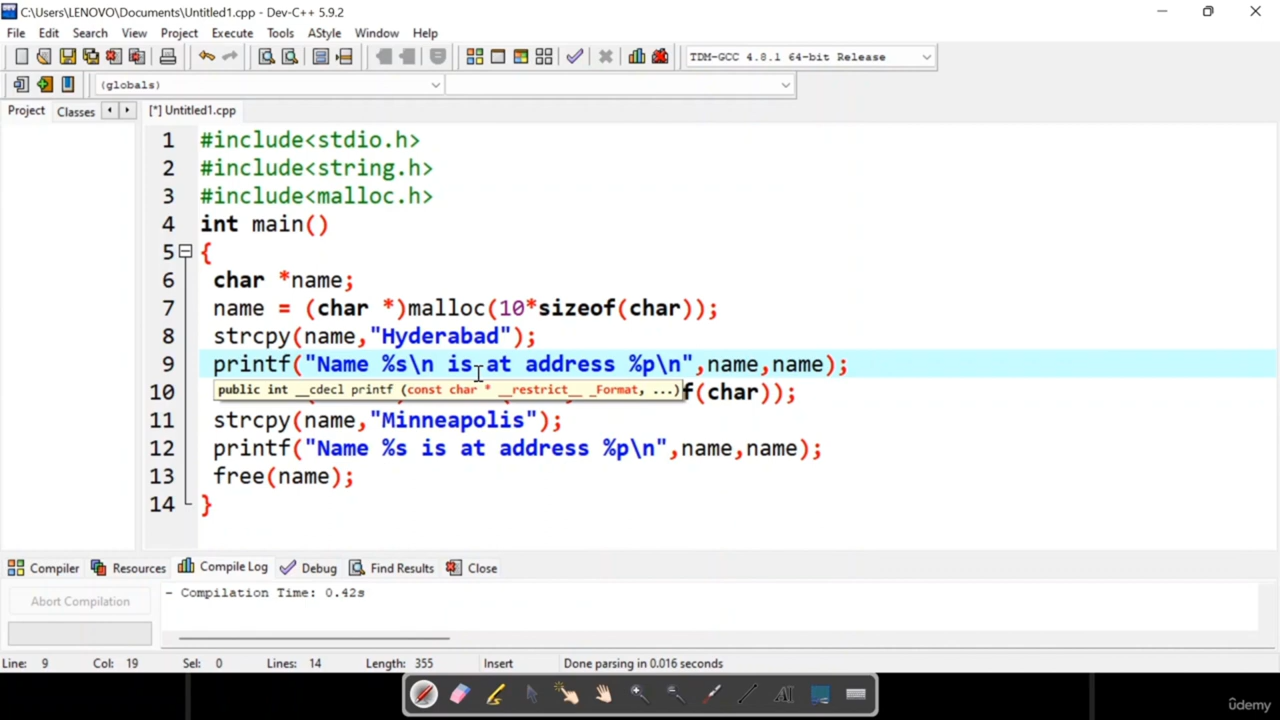 C:\Users\LENOVO\Documents\Untitled1.cpp - Dev-C++ 5.9.2
File Edit Search View Project Execute Tools AStyle Window Help
TDM-GCC 4.8.1 64-bit Release
(globals)
Project Classes [*] Untitled1.cpp
1 #include<stdio.h>
2 #include<string.h>
3 #include<malloc.h>
4 int main()
5 {
6 char *name;
7 name = (char *)malloc(10*sizeof(char));
8 strcpy(name,"Hyderabad");
9 printf("Name %s\n is at address %p\n",name,name);
public int __cdecl printf (const char * __restrict__ _Format, ...)
10 f(char));
11 strcpy(name,"Minneapolis");
12 printf("Name %s is at address %p\n",name,name);
13 free(name);
14 }
Compiler Resources Compile Log Debug Find Results Close
Abort Compilation
- Compilation Time: 0.42s
Line: 9 Col: 19 Sel: 0 Lines: 14 Length: 355 Insert Done parsing in 0.016 seconds
AI
ûdemy